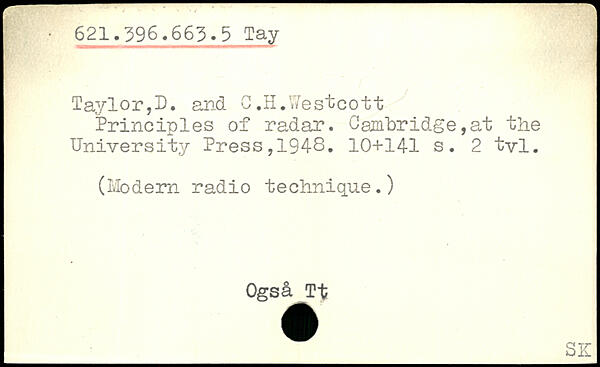 621.396.663.5 Tay
Taylor,D. and C.H.Westcott
Principles of radar. Cambridge,at the
University Press,1948. 10+141 s. 2 tvl.
(Modern radio technique.)
Også Tt
SK